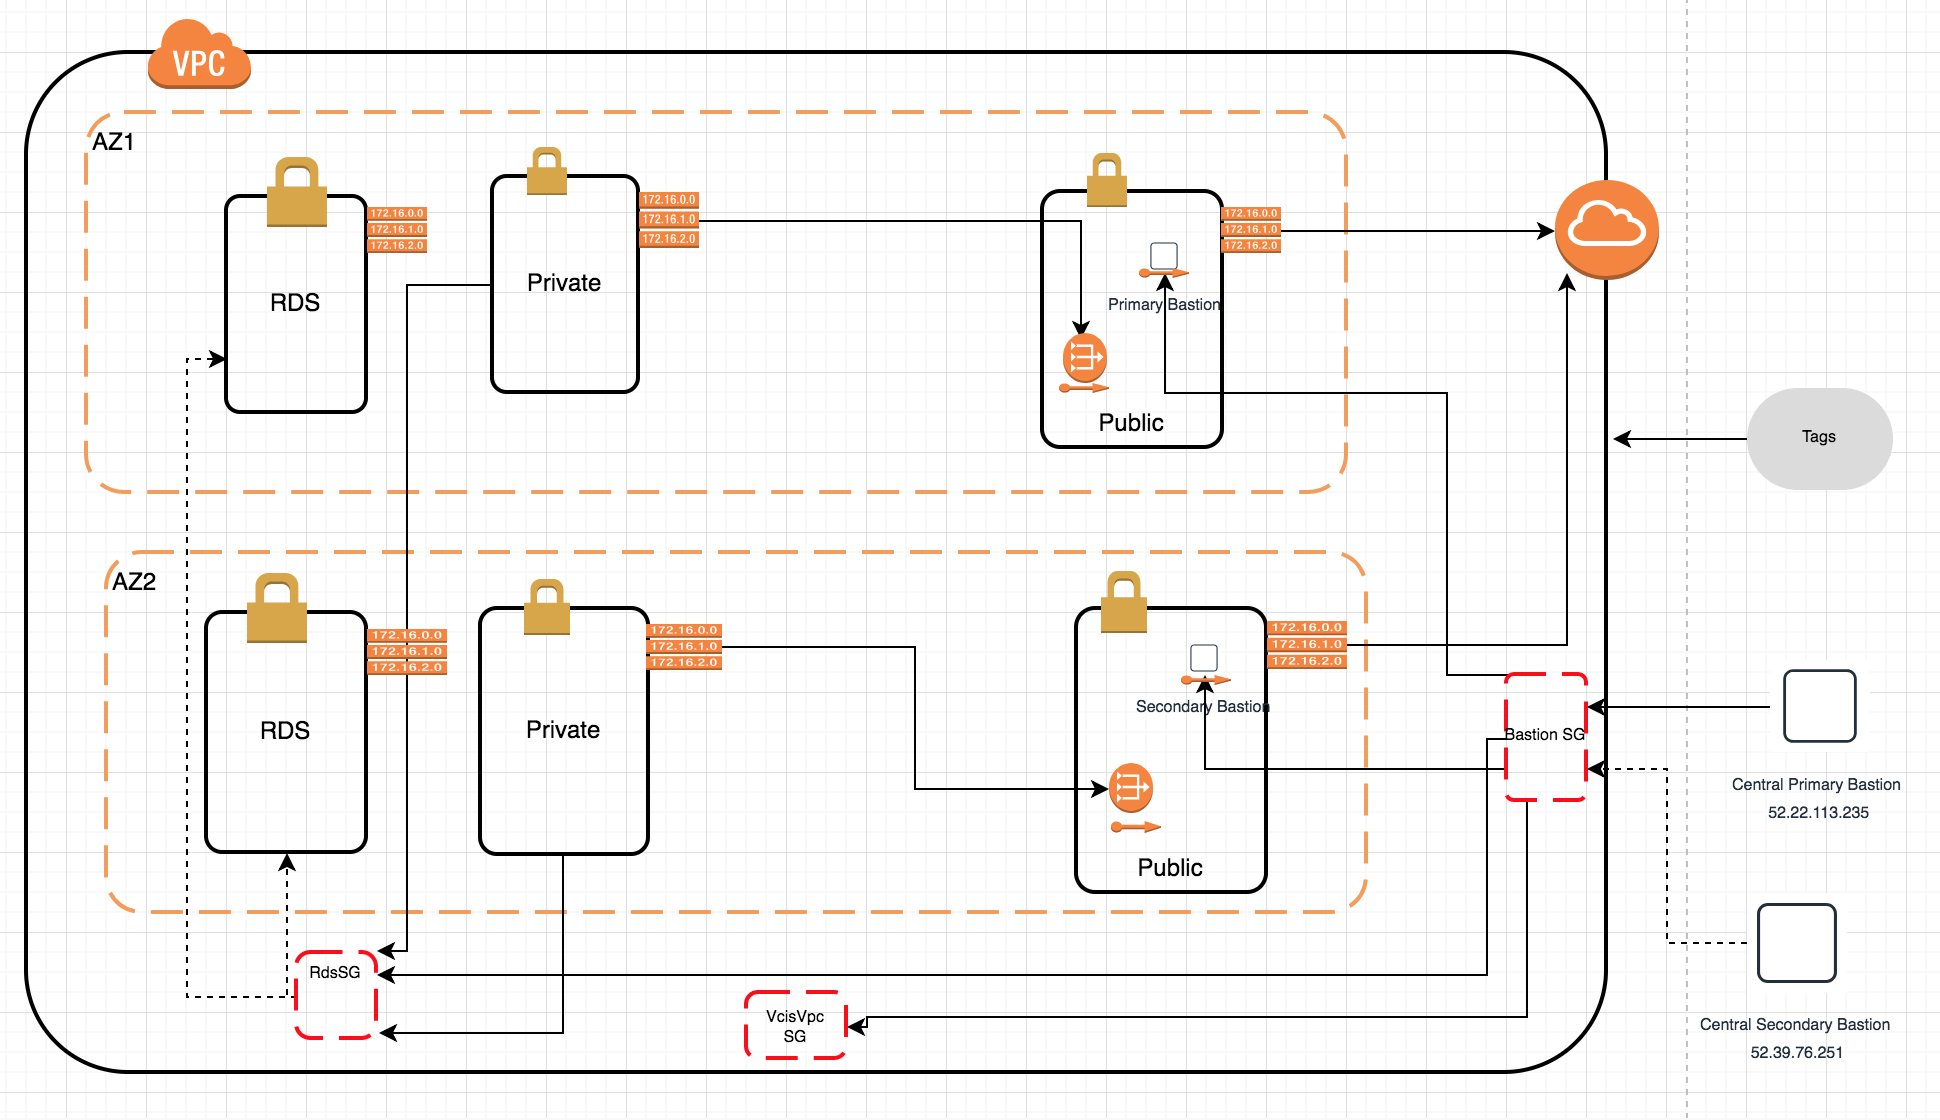 VPC
AZ1
172.16.0.0
172.16.1.0
172.16.2.0
RDS
172.16.0.0
172.16.1.0
172.16.2.0
Private
172.16.0.0
172.16.1.0
172.16.2.0
Primary Bastion
Public
Tags
AZ2
172.16.0.0
172.16.1.0
172.16.2.0
RDS
172.16.0.0
172.16.1.0
172.16.2.0
Private
172.16.0.0
172.16.1.0
172.16.2.0
Secondary Bastion
Public
Bastion SG
Central Primary Bastion
52.22.113.235
RdsSG
VcisVpc
SG
Central Secondary Bastion
52.39.76.251